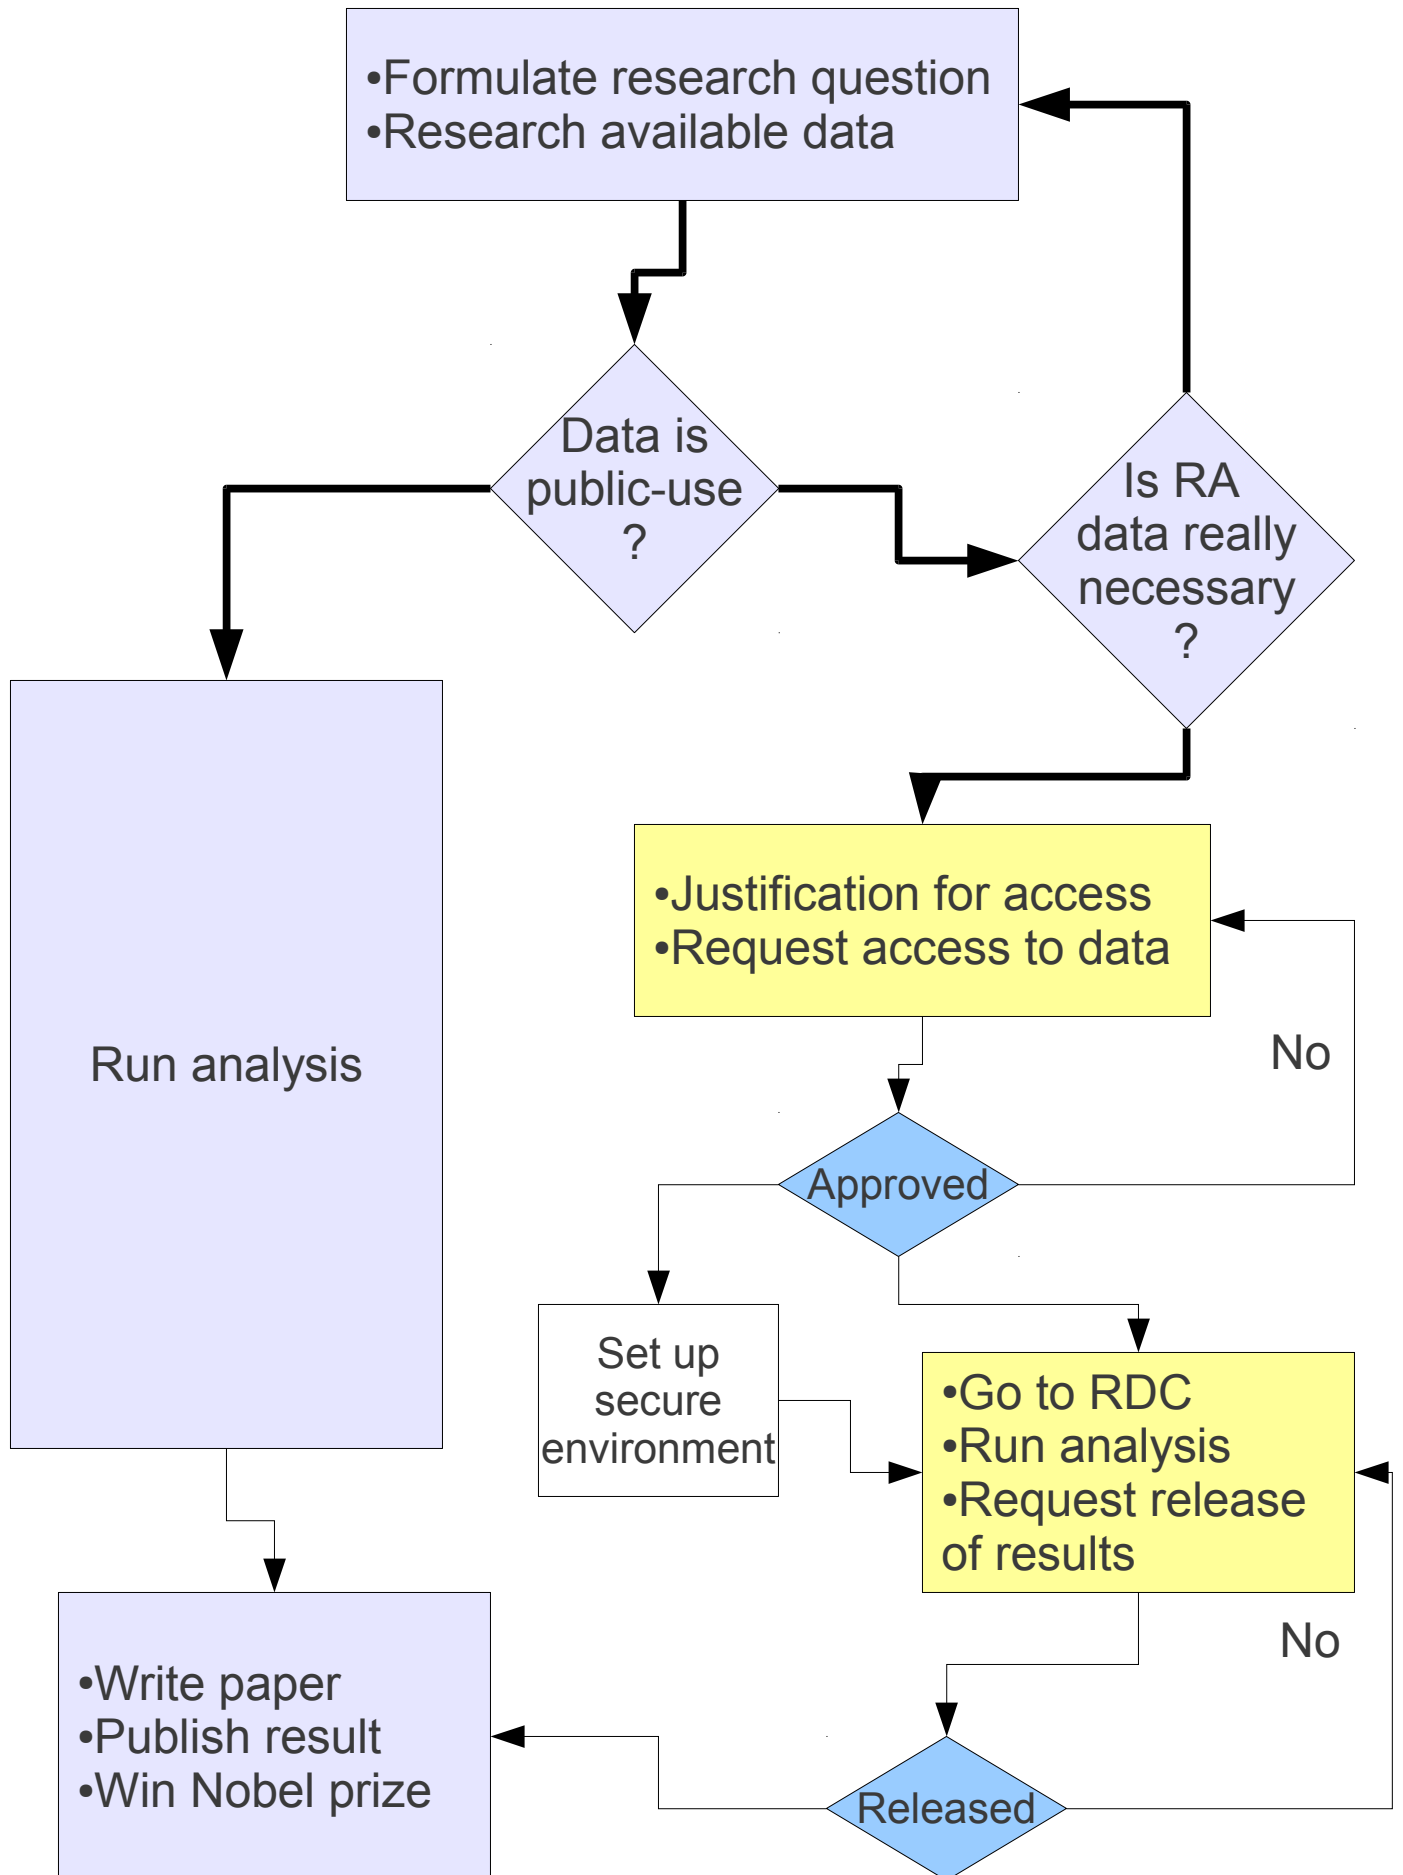 •Formulate research question
•Research available data
Data is
public-use
?
Is RA
data really
necessary
?
Run analysis
•Justification for access
•Request access to data
No
Approved
Set up
secure
environment
•Go to RDC
•Run analysis
•Request release
of results
No
•Write paper
•Publish result
•Win Nobel prize
Released